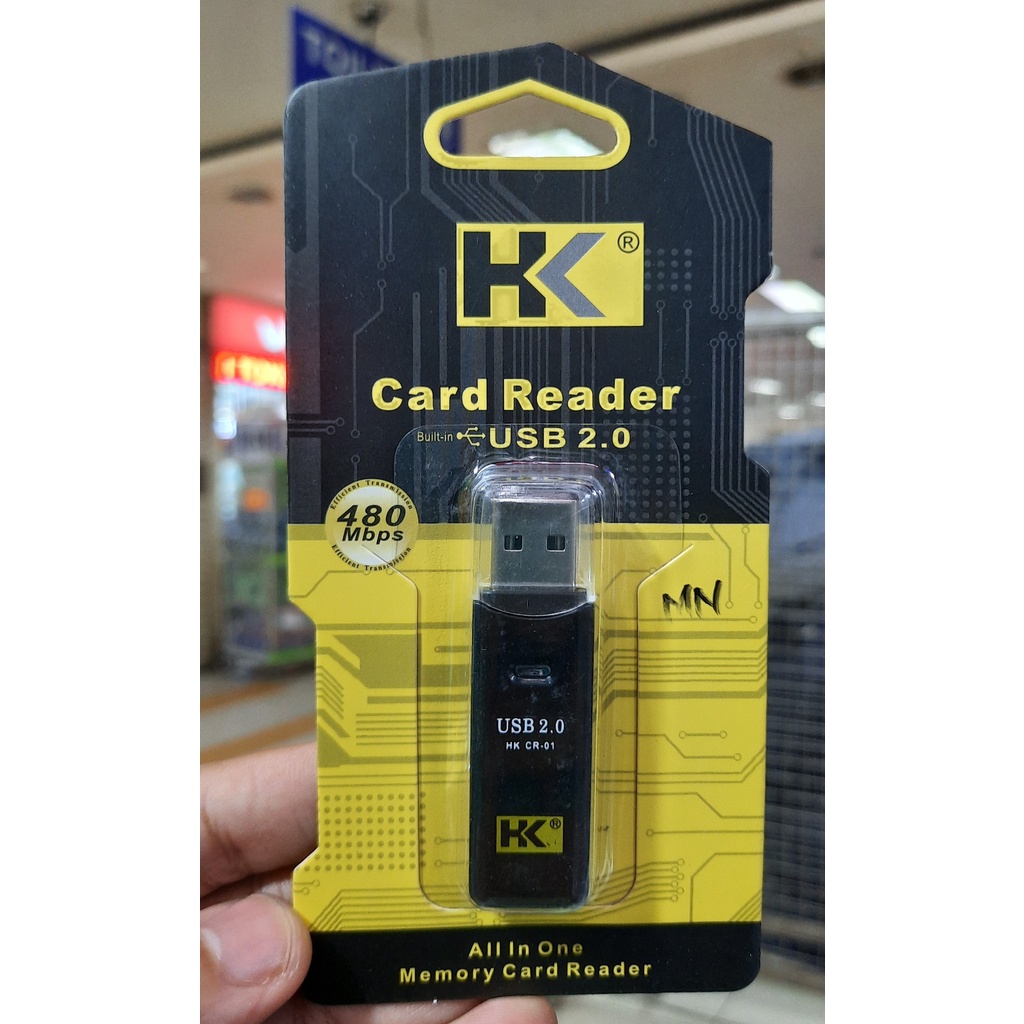 HK®
Card Reader
Built-in USB 2.0
Efficient Transmission
480
Mbps
Efficient Transmission
MN
USB 2.0
HK CR-01
HK®
All In One
Memory Card Reader